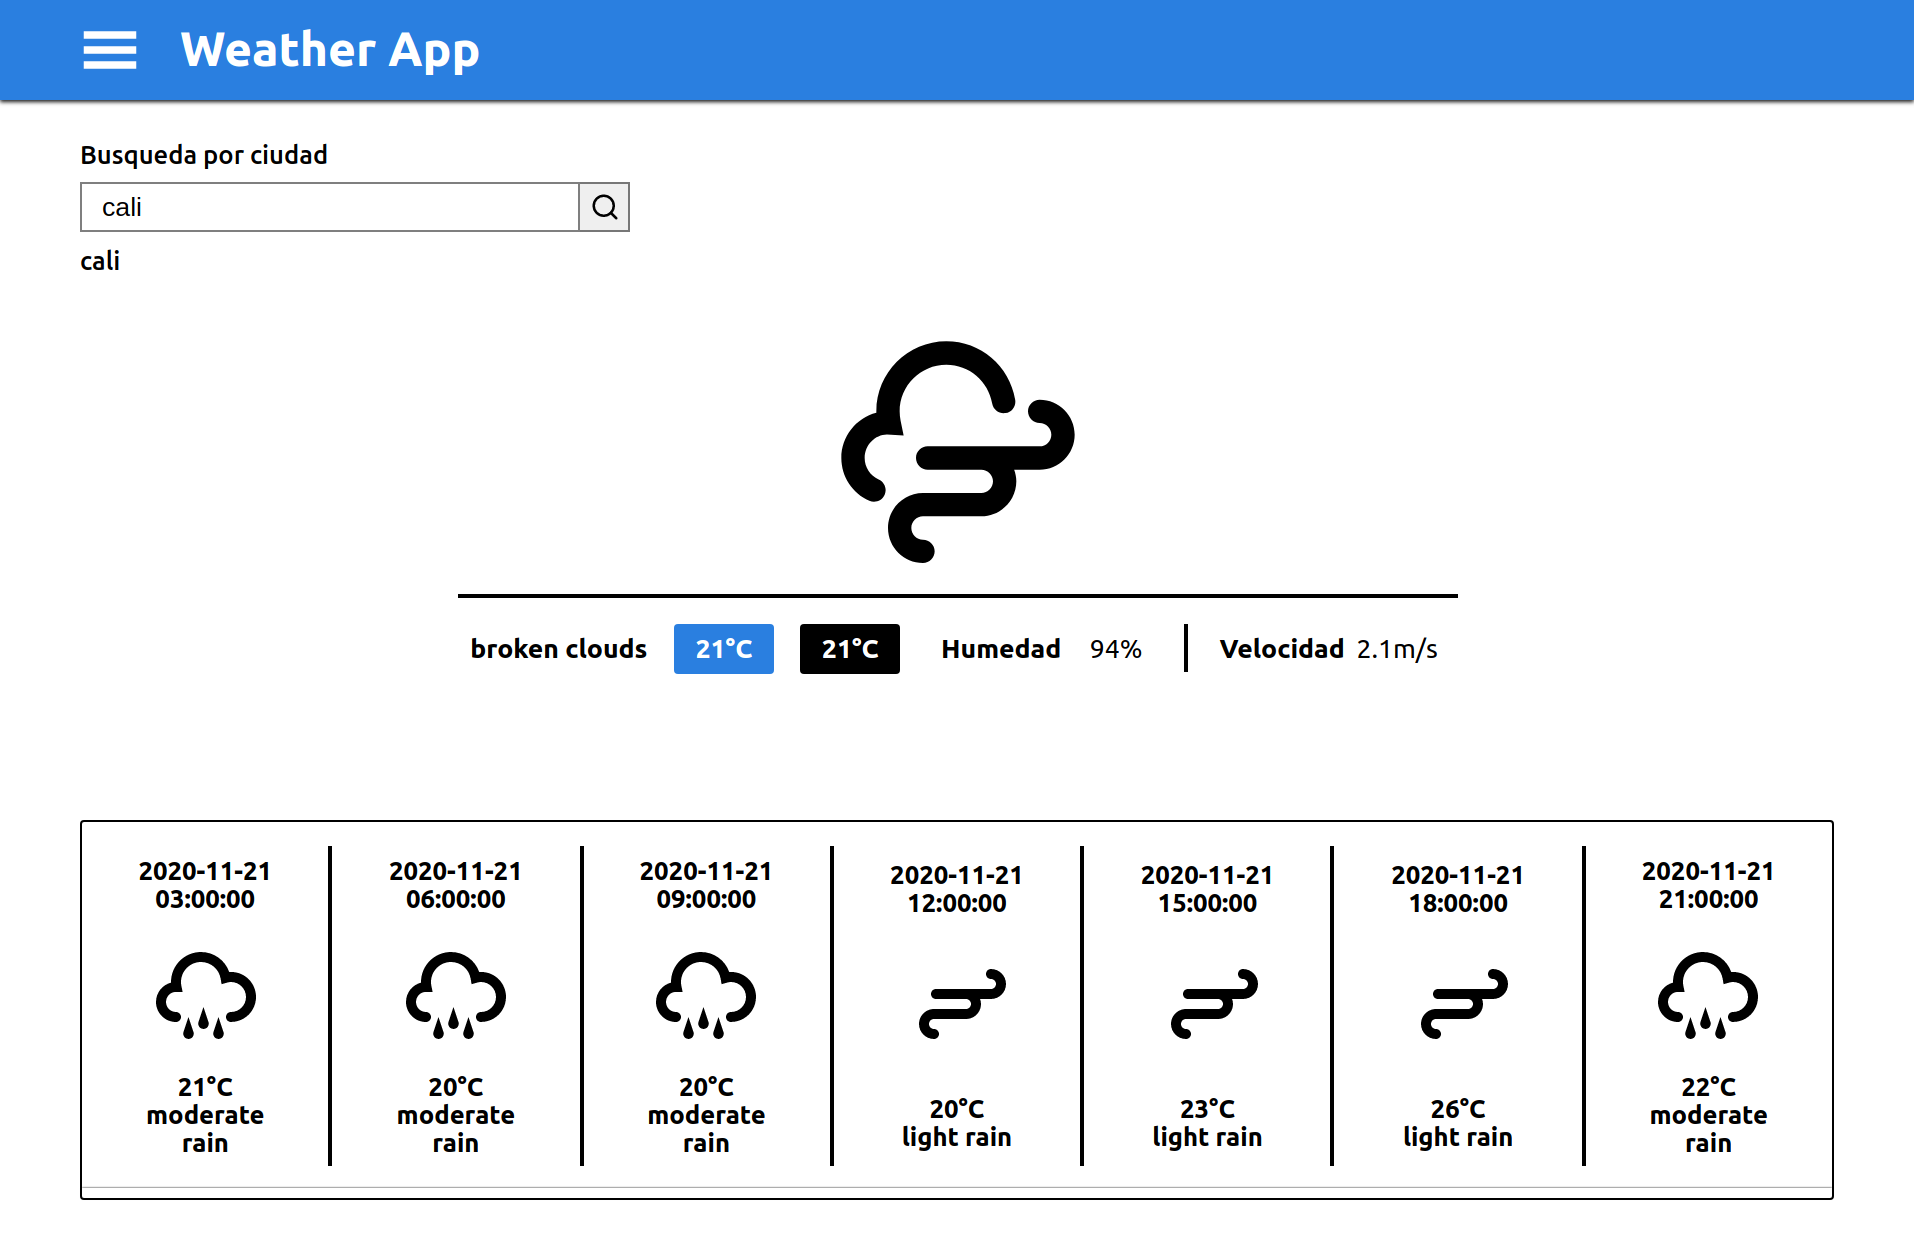 Weather App
Busqueda por ciudad
cali
cali
broken clouds 21°C 21°C Humedad 94% Velocidad 2.1m/s
2020-11-21
03:00:00
21°C
moderate
rain
2020-11-21
06:00:00
20°C
moderate
rain
2020-11-21
09:00:00
20°C
moderate
rain
2020-11-21
12:00:00
20°C
light rain
2020-11-21
15:00:00
23°C
light rain
2020-11-21
18:00:00
26°C
light rain
2020-11-21
21:00:00
22°C
moderate
rain